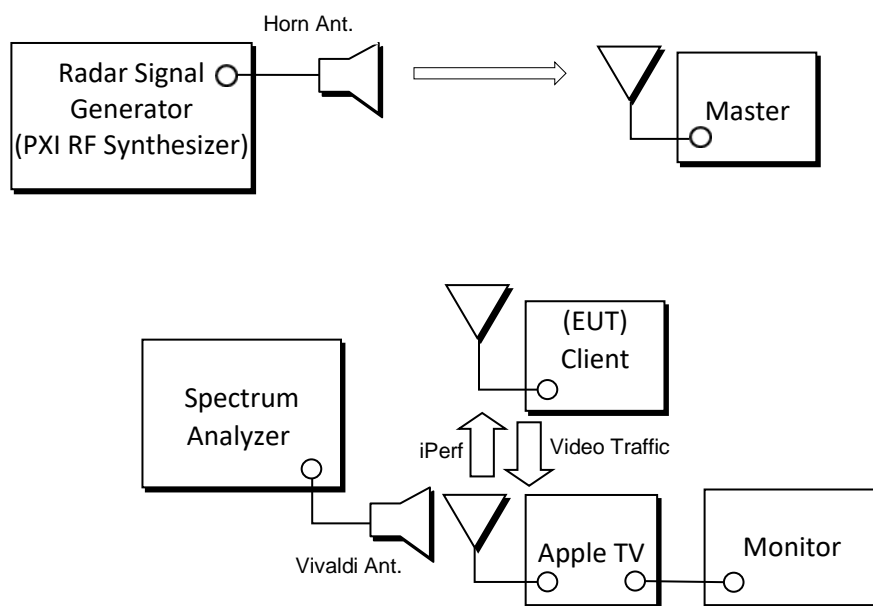 Horn Ant.
Radar Signal
Generator
(PXI RF Synthesizer)
Master
(EUT)
Client
Spectrum
Analyzer
iPerf
Video Traffic
Vivaldi Ant.
Apple TV
Monitor